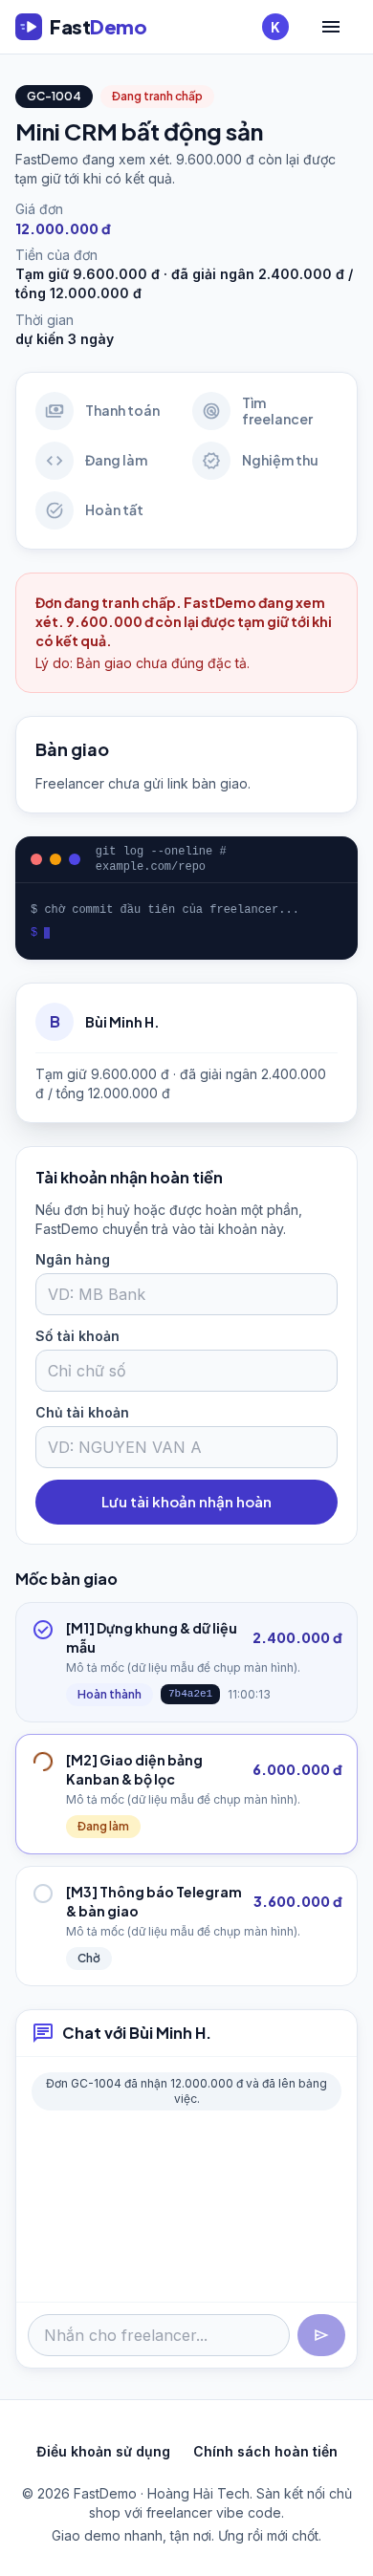 FastDemo
K
GC-1004
Đang tranh chấp
Mini CRM bất động sản
FastDemo đang xem xét. 9.600.000 đ còn lại được
tạm giữ tới khi có kết quả.
Giá đơn
12.000.000 đ
Tiền của đơn
Tạm giữ 9.600.000 đ · đã giải ngân 2.400.000 đ /
tổng 12.000.000 đ
Thời gian
dự kiến 3 ngày
Thanh toán
Tìm
freelancer
Đang làm
Nghiệm thu
Hoàn tất
Đơn đang tranh chấp. FastDemo đang xem
xét. 9.600.000 đ còn lại được tạm giữ tới khi
có kết quả.
Lý do: Bàn giao chưa đúng đặc tả.
Bàn giao
Freelancer chưa gửi link bàn giao.
git log --oneline #
example.com/repo
$ chờ commit đầu tiên của freelancer...
$
B
Bùi Minh H.
Tạm giữ 9.600.000 đ · đã giải ngân 2.400.000
đ / tổng 12.000.000 đ
Tài khoản nhận hoàn tiền
Nếu đơn bị huỷ hoặc được hoàn một phần,
FastDemo chuyển trả vào tài khoản này.
Ngân hàng
VD: MB Bank
Số tài khoản
Chỉ chữ số
Chủ tài khoản
VD: NGUYEN VAN A
Lưu tài khoản nhận hoàn
Mốc bàn giao
[M1] Dựng khung & dữ liệu
mẫu
2.400.000 đ
Mô tả mốc (dữ liệu mẫu để chụp màn hình).
Hoàn thành
7b4a2e1
11:00:13
[M2] Giao diện bảng
Kanban & bộ lọc
6.000.000 đ
Mô tả mốc (dữ liệu mẫu để chụp màn hình).
Đang làm
[M3] Thông báo Telegram
& bàn giao
3.600.000 đ
Mô tả mốc (dữ liệu mẫu để chụp màn hình).
Chờ
Chat với Bùi Minh H.
Đơn GC-1004 đã nhận 12.000.000 đ và đã lên bảng
việc.
Nhắn cho freelancer...
Điều khoản sử dụng
Chính sách hoàn tiền
© 2026 FastDemo · Hoàng Hải Tech. Sàn kết nối chủ
shop với freelancer vibe code.
Giao demo nhanh, tận nơi. Ưng rồi mới chốt.